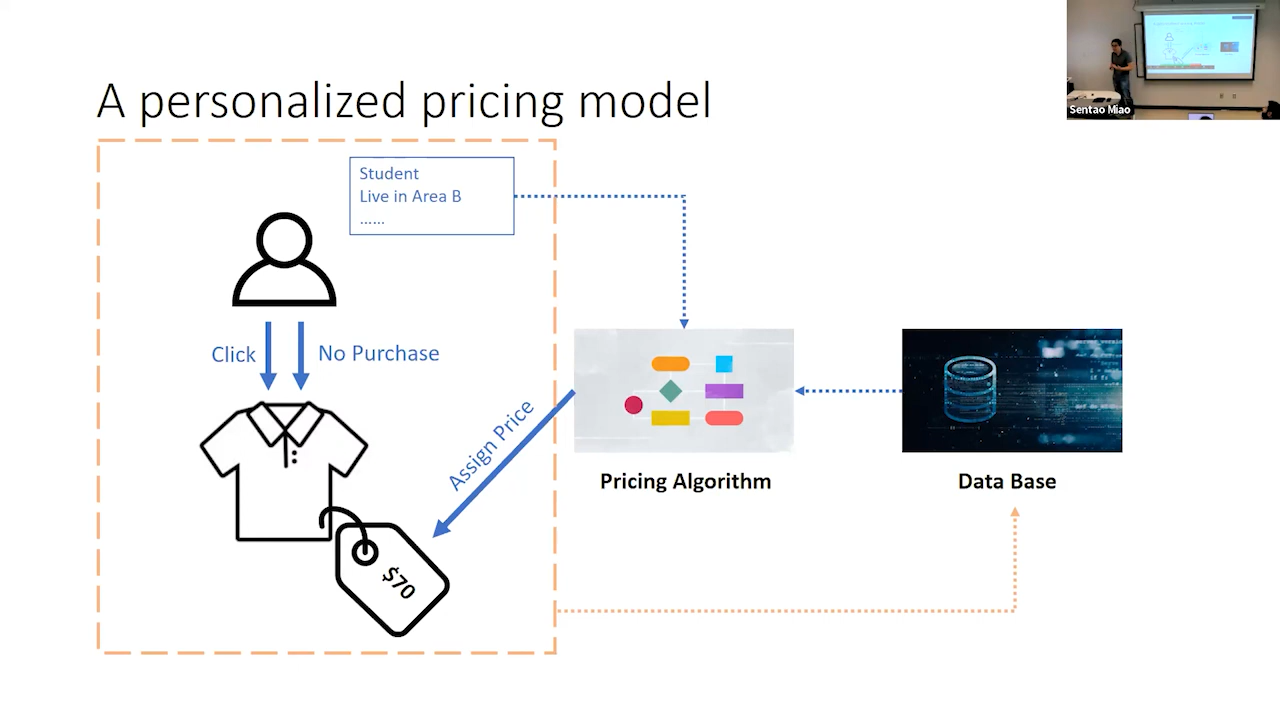 A personalized pricing model
Student
Live in Area B
......
Click
No Purchase
Assign Price
$70
Pricing Algorithm
Data Base
Sentao Miao